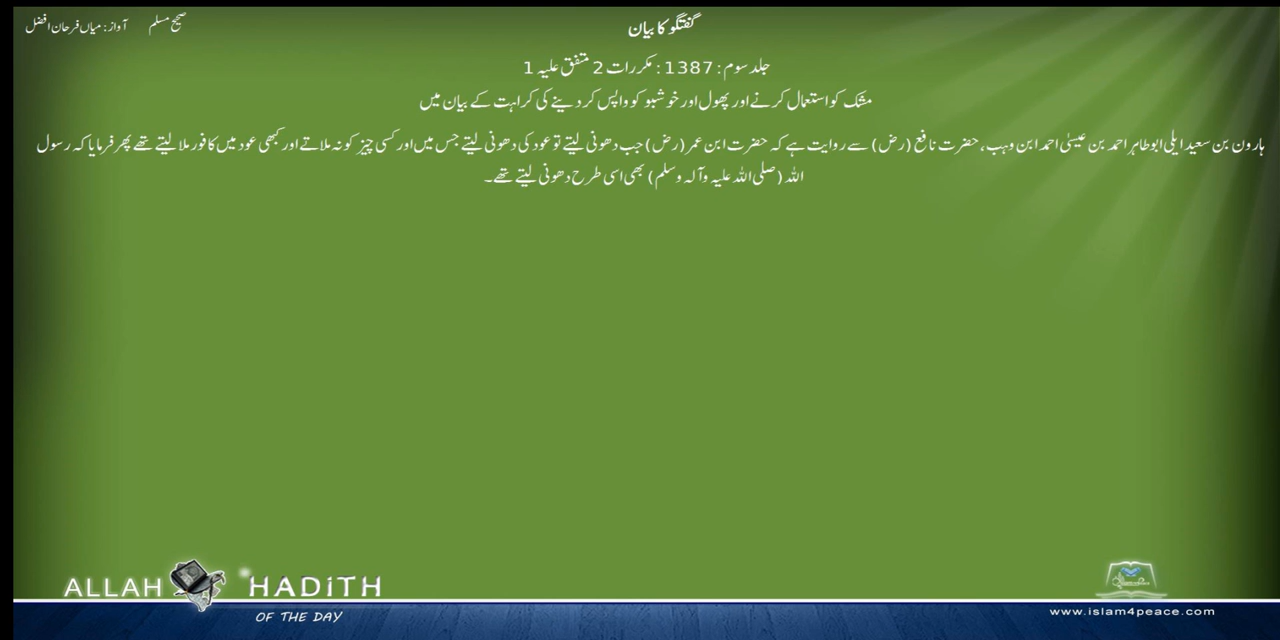 گفتگو کا بیان
صحیح مسلم آواز: میاں فرحان افضل
جلد سوم : 1387 : مکررات 2 متفق علیہ 1
مشک کو استعمال کرنے اور پھول اور خوشبو کو واپس کر دینے کی کراہت کے بیان میں
ہارون بن سعید ایلی ابوطاہر احمد بن عیسیٰ احمد ابن وہب، حضرت نافع (رض) سے روایت ہے کہ حضرت ابن عمر (رض) جب دھونی لیتے تو عود کی دھونی لیتے جس میں اور کسی چیز کو نہ ملاتے اور کبھی عود میں کافور ملا لیتے تھے پھر فرمایا کہ رسول
اللہ (صلی اللہ علیہ وآلہ وسلم) بھی اسی طرح دھونی لیتے تھے۔
ALLAH HADiTH
OF THE DAY
www.islam4peace.com